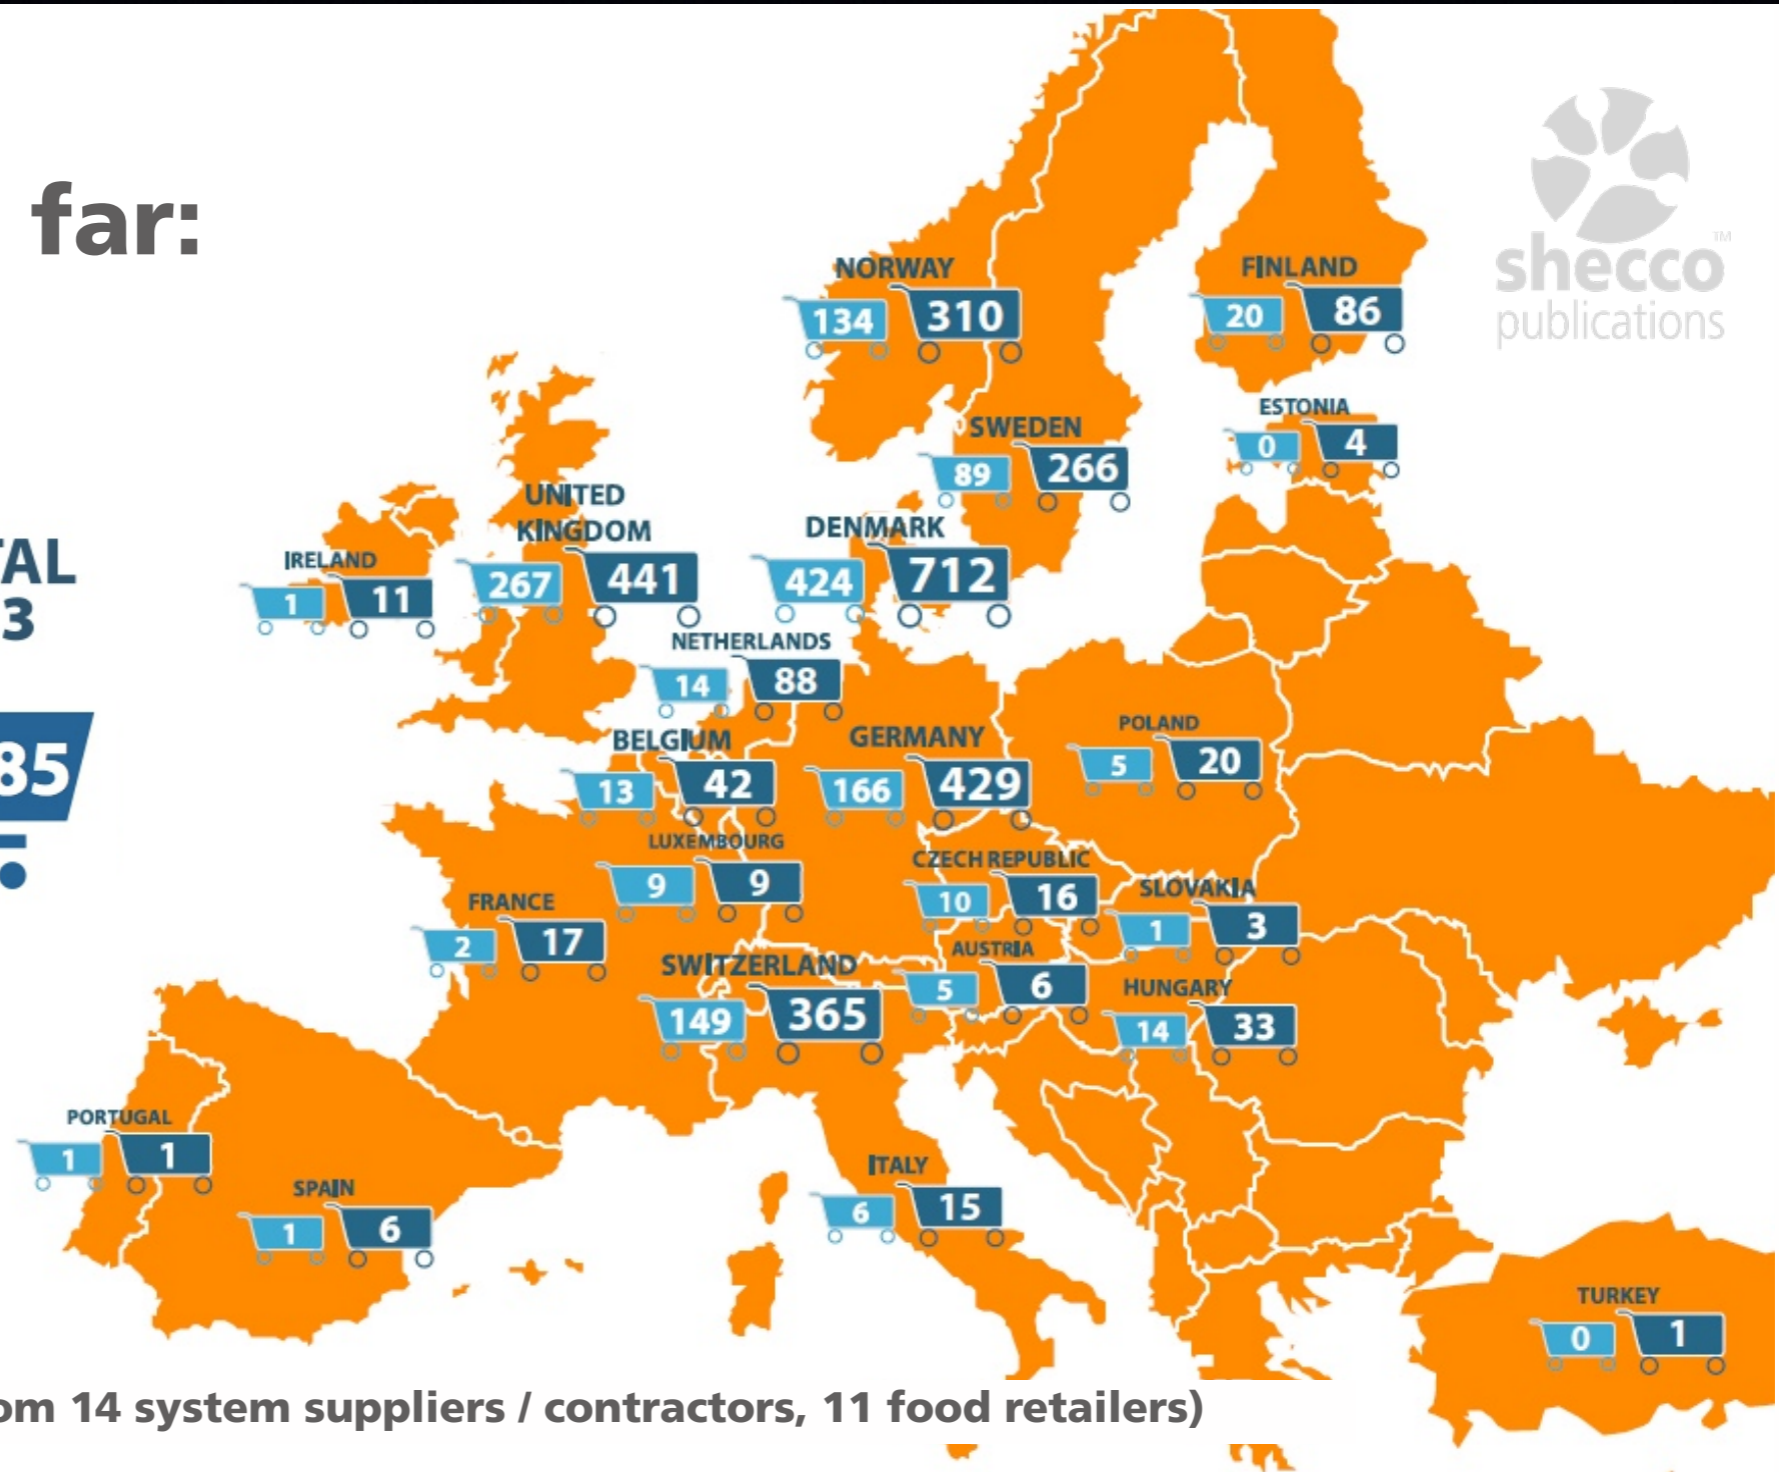 far:
shecco
TM
publications
NORWAY
134 310
FINLAND
20 86
ESTONIA
0 4
SWEDEN
89 266
UNITED
KINGDOM
267 441
DENMARK
424 712
IRELAND
1 11
TAL
3
85
NETHERLANDS
14 88
BELGIUM
13 42
GERMANY
166 429
POLAND
5 20
LUXEMBOURG
9 9
CZECH REPUBLIC
10 16
SLOVAKIA
1 3
FRANCE
2 17
AUSTRIA
5 6
SWITZERLAND
149 365
HUNGARY
14 33
PORTUGAL
1 1
SPAIN
1 6
ITALY
6 15
TURKEY
0 1
om 14 system suppliers / contractors, 11 food retailers)